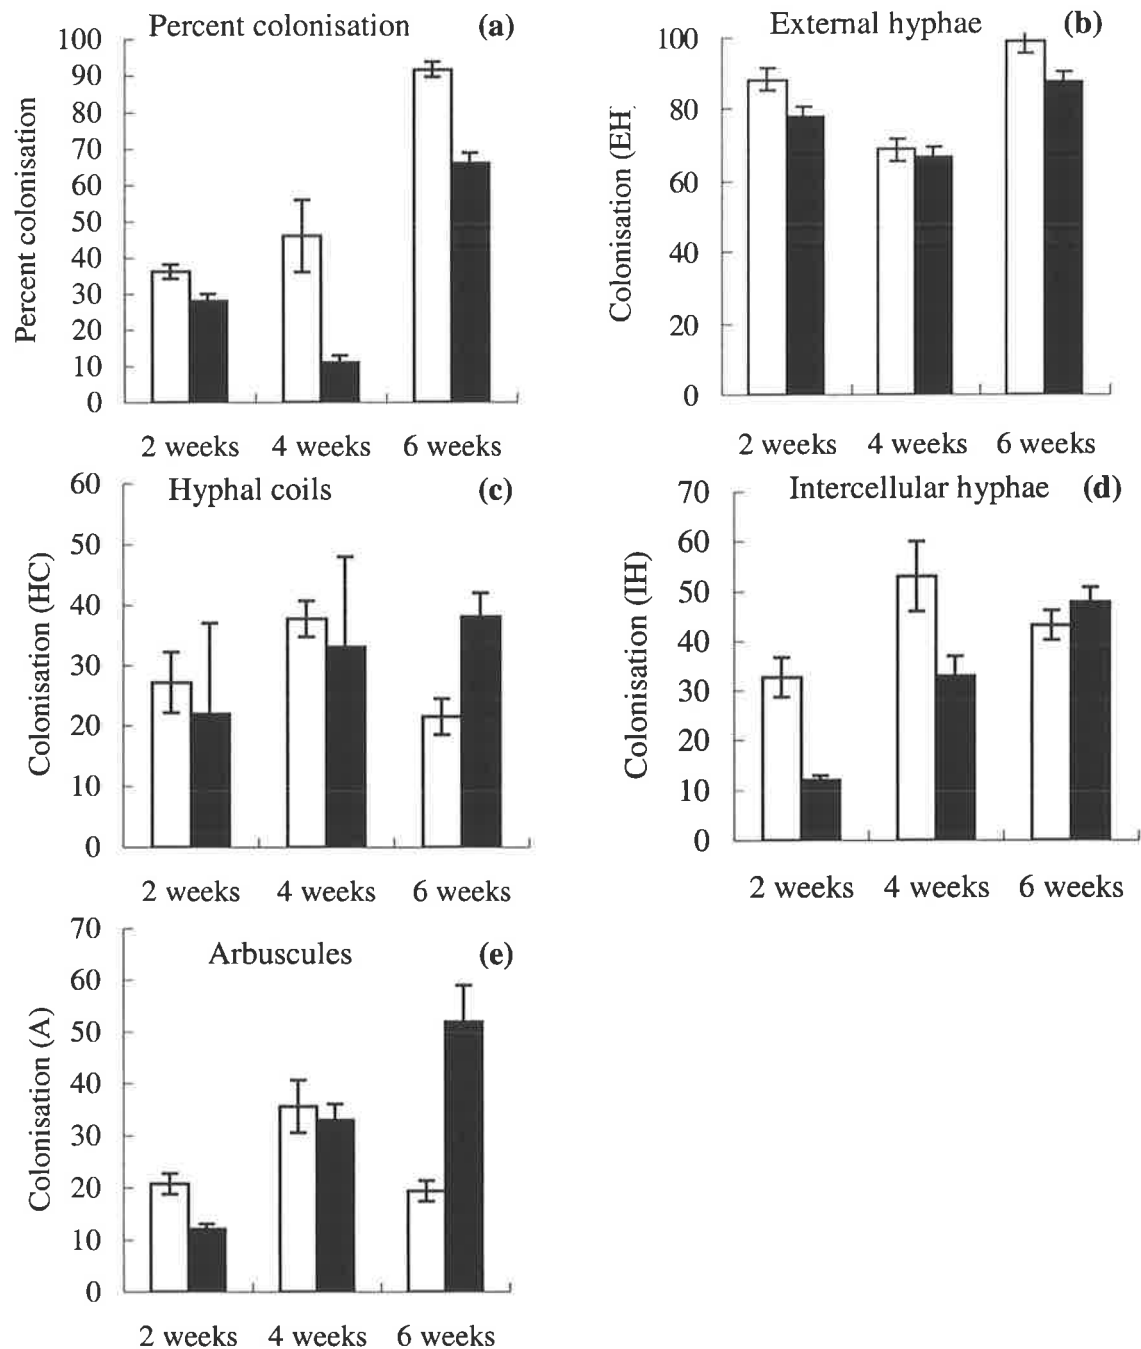 Percent colonisation (a)
Percent colonisation
100
90
80
70
60
50
40
30
20
10
0
2 weeks 4 weeks 6 weeks
External hyphae (b)
Colonisation (EH
100
80
60
40
20
0
2 weeks 4 weeks 6 weeks
Hyphal coils (c)
Colonisation (HC)
60
50
40
30
20
10
0
2 weeks 4 weeks 6 weeks
Intercellular hyphae (d)
Colonisation (IH)
70
60
50
40
30
20
10
0
2 weeks 4 weeks 6 weeks
Arbuscules (e)
Colonisation (A)
70
60
50
40
30
20
10
0
2 weeks 4 weeks 6 weeks